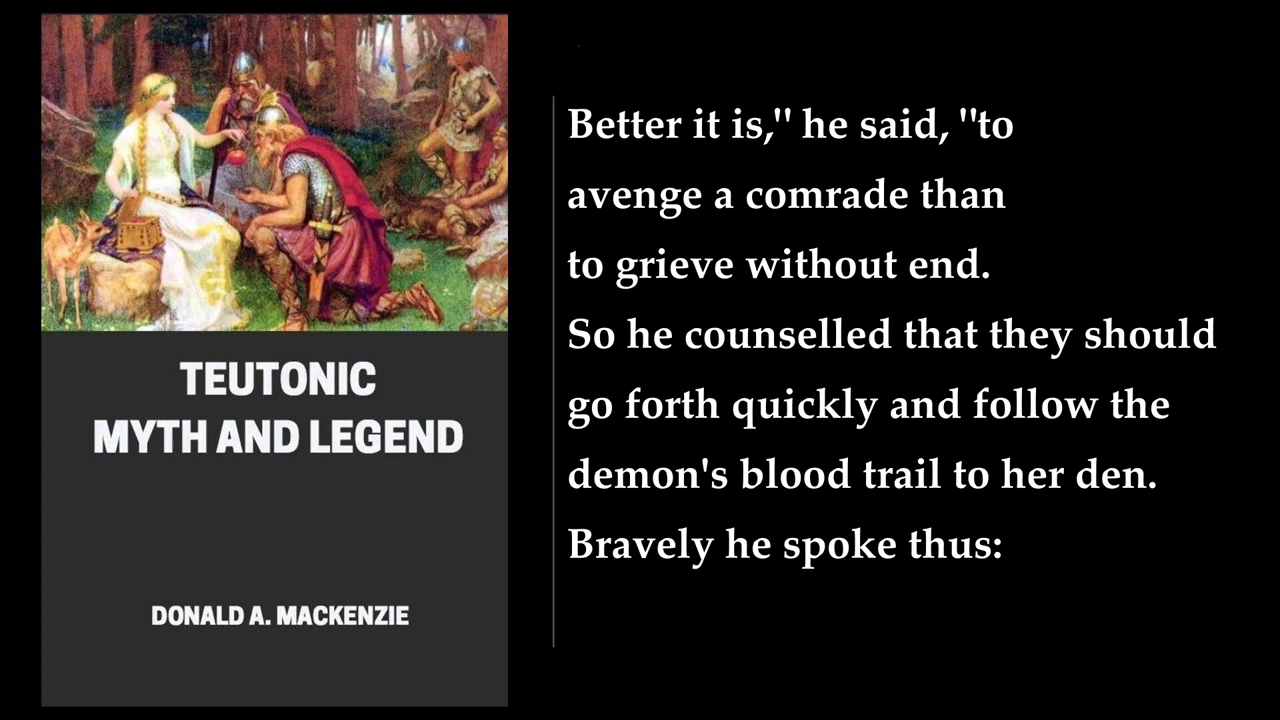 TEUTONIC
MYTH AND LEGEND
DONALD A. MACKENZIE
Better it is," he said, "to
avenge a comrade than
to grieve without end.
So he counselled that they should
go forth quickly and follow the
demon's blood trail to her den.
Bravely he spoke thus: